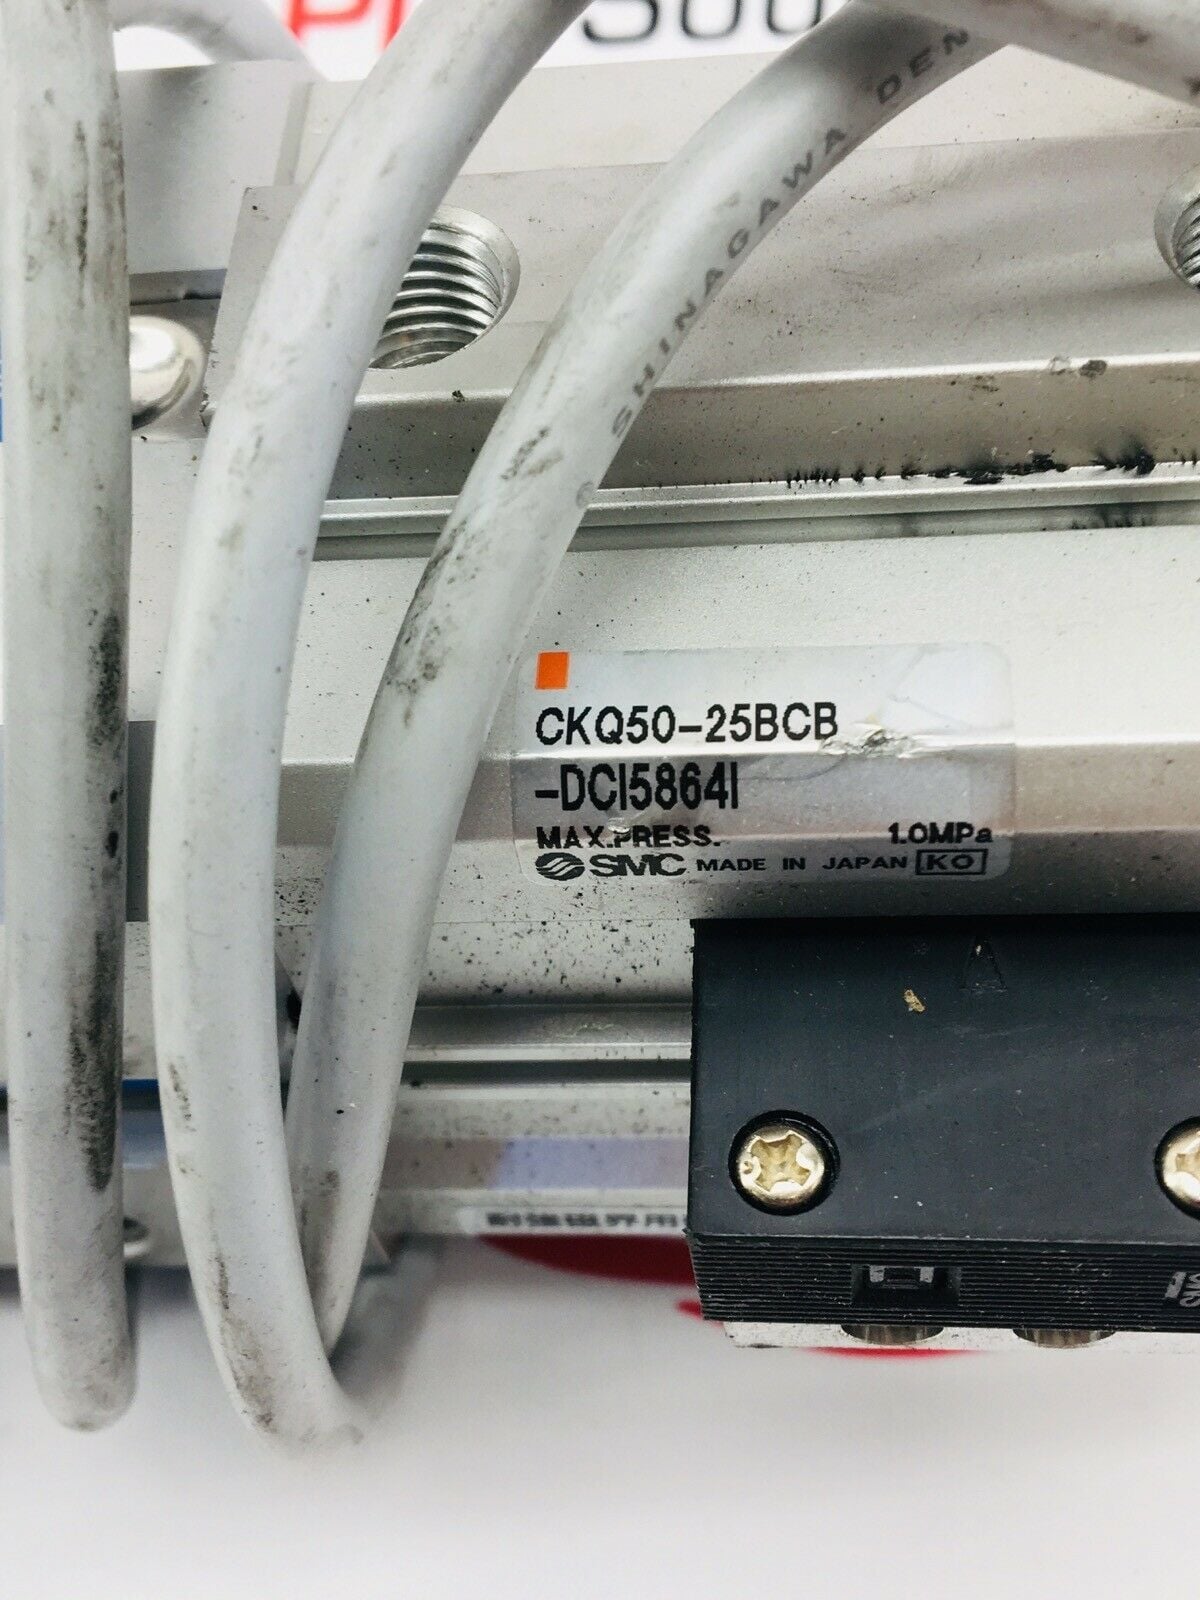 SHINAGAWA DEN
CKQ50-25BCB
-DCI5864I
MAX.PRESS. 1.0MPa
SMC MADE IN JAPAN KO